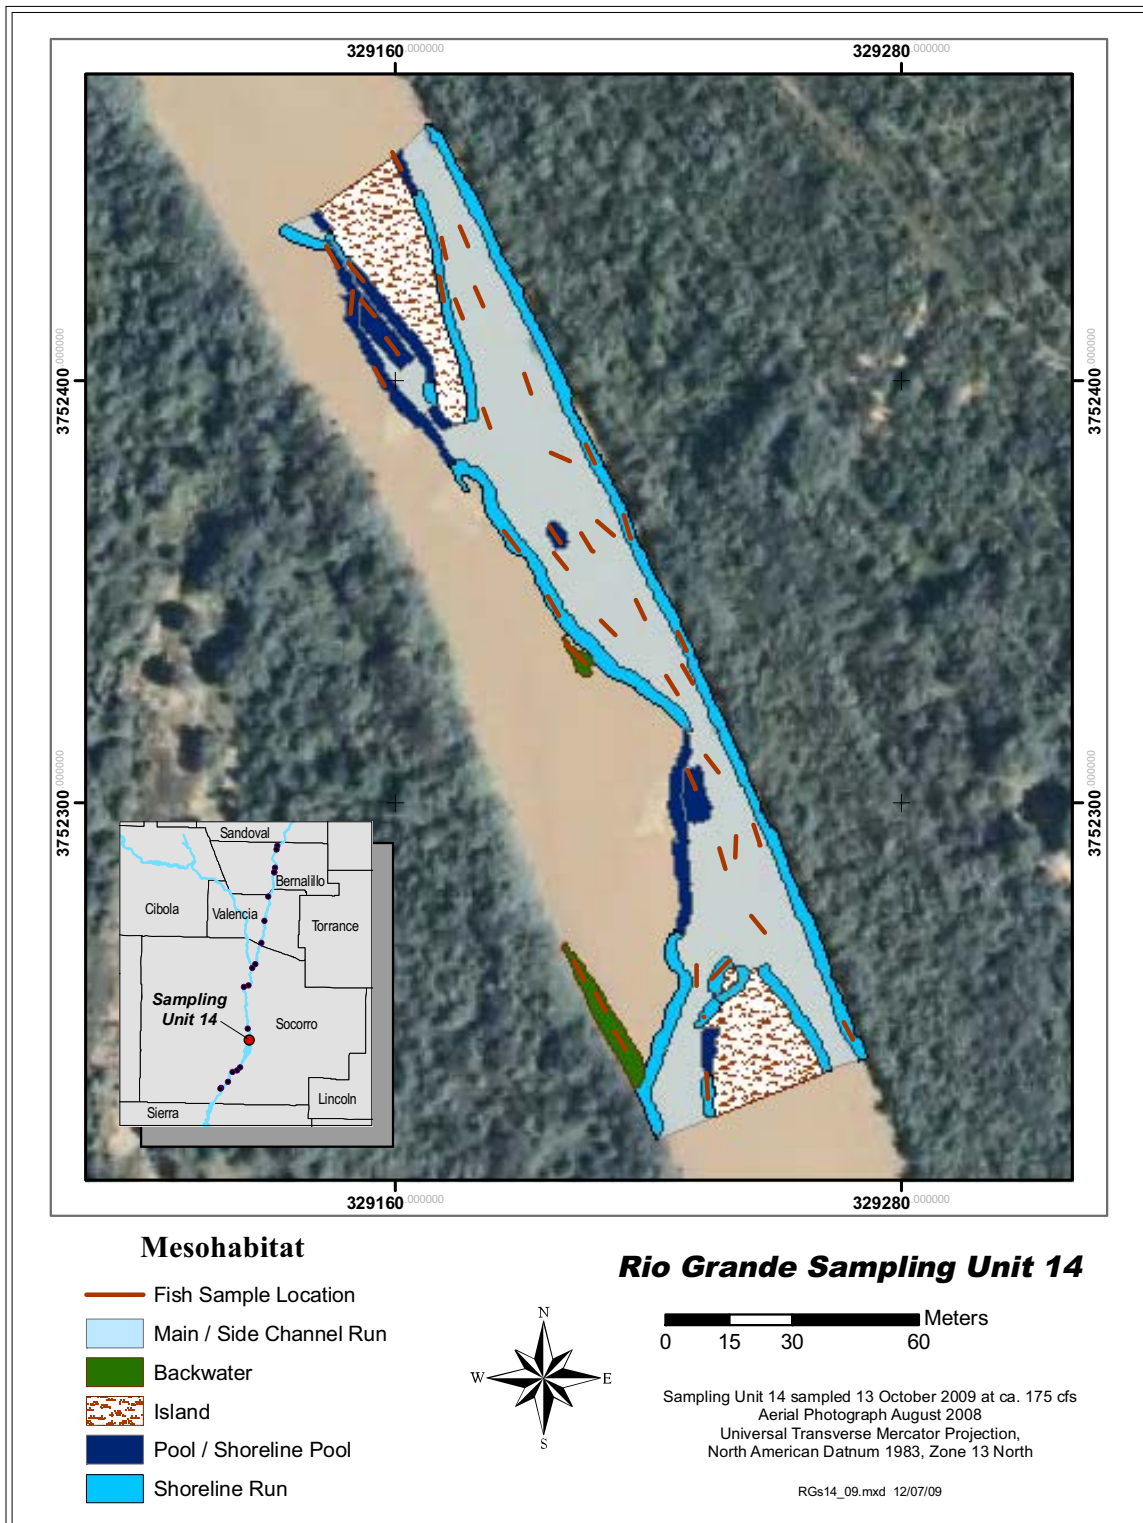 329160.000000
329280.000000
3752400.000000
3752400.000000
3752300.000000
3752300.000000
Sandoval
Bernalillo
Cibola
Valencia
Torrance
Sampling
Unit 14
Socorro
Lincoln
Sierra
329160.000000
329280.000000
Mesohabitat
Fish Sample Location
Main / Side Channel Run
Backwater
Island
Pool / Shoreline Pool
Shoreline Run
N
W
E
S
Rio Grande Sampling Unit 14
Meters
0 15 30 60
Sampling Unit 14 sampled 13 October 2009 at ca. 175 cfs
Aerial Photograph August 2008
Universal Transverse Mercator Projection,
North American Datnum 1983, Zone 13 North
RGs14_09.mxd 12/07/09